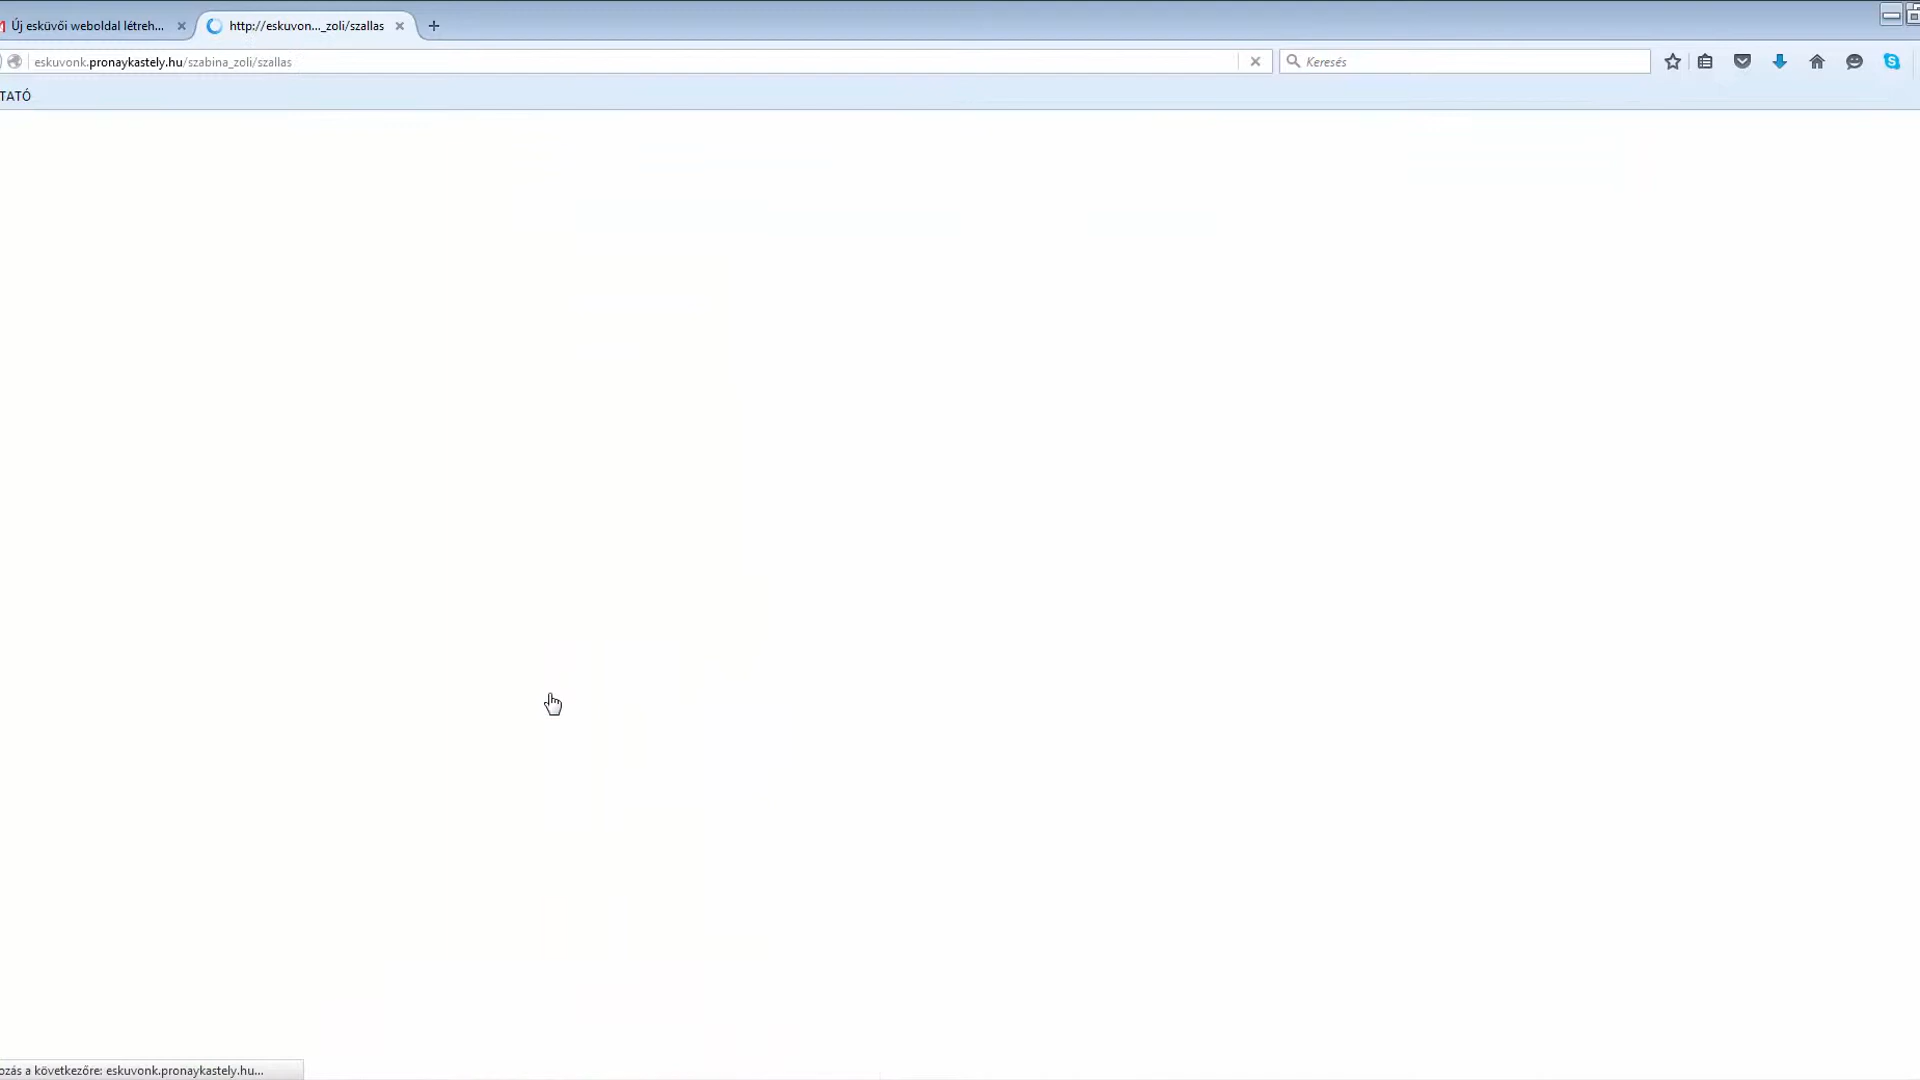 Új esküvői weboldal létreh...
http://eskuvon..._zoli/szallas
eskuvonk.pronaykastely.hu/szabina_zoli/szallas
Keresés
TATÓ
ozás a következőre: eskuvonk.pronaykastely.hu...